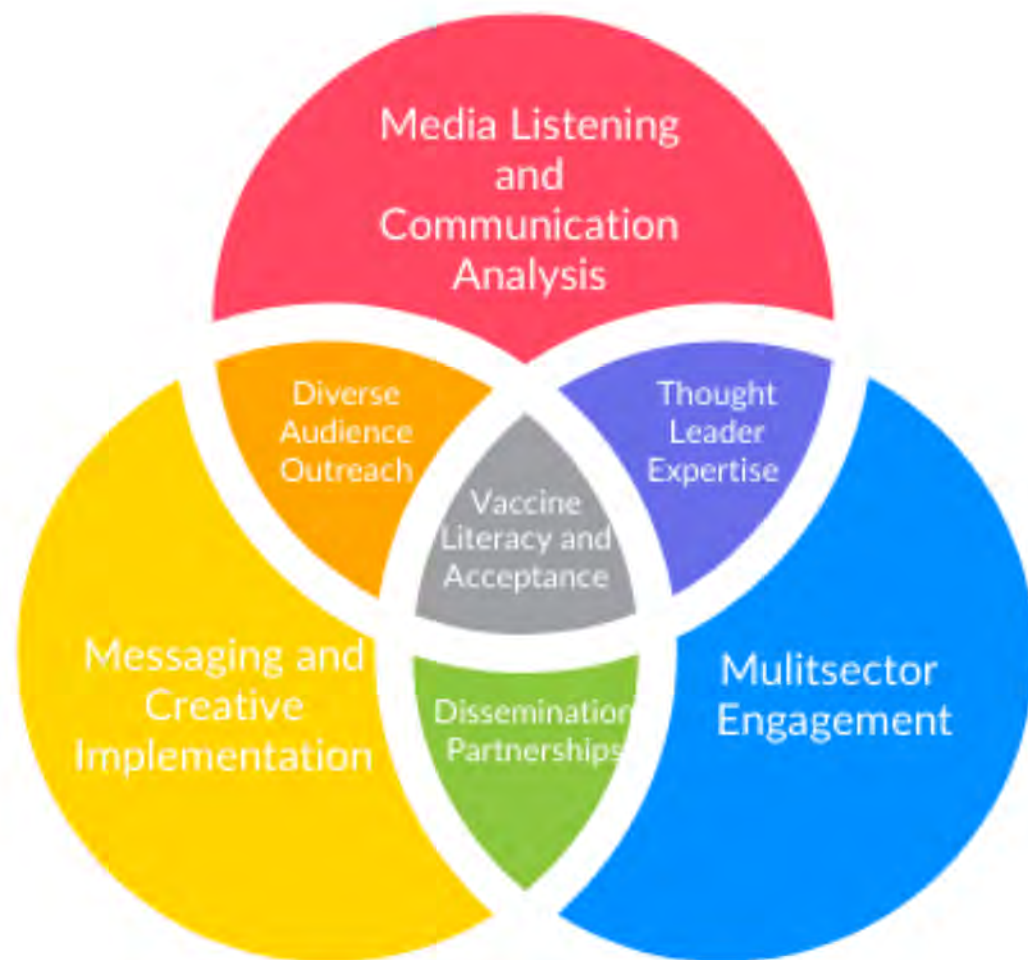 Media Listening
and
Communication
Analysis
Diverse
Audience
Outreach
Thought
Leader
Expertise
Vaccine
Literacy and
Acceptance
Messaging and
Creative
Implementation
Dissemination
Partnerships
Mulitsector
Engagement